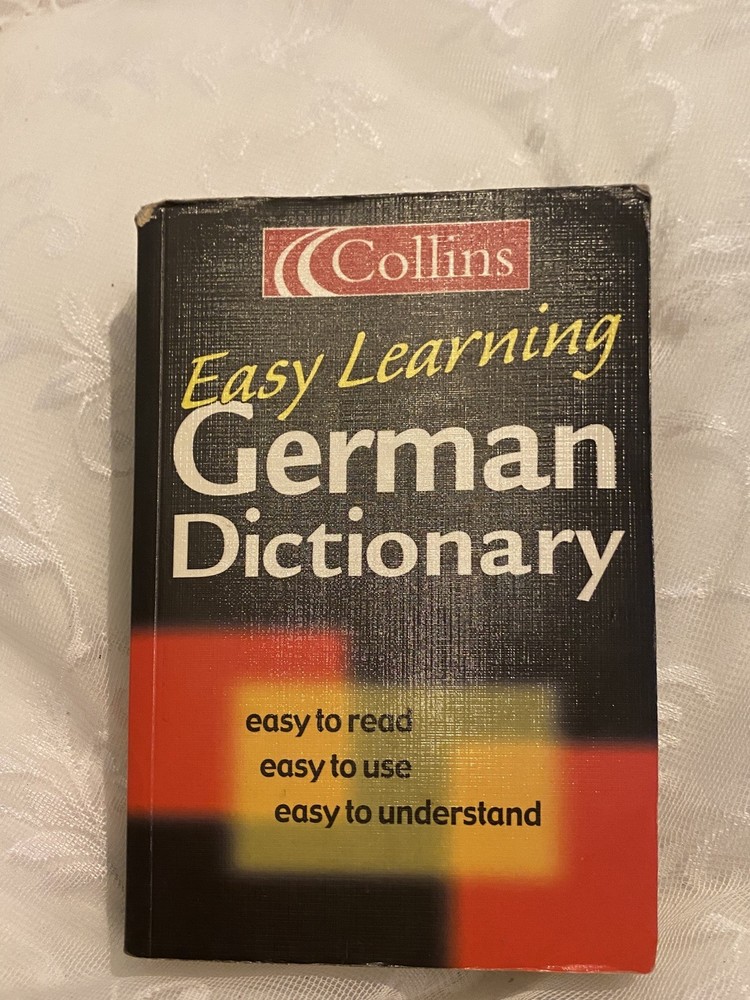 Collins
Easy Learning
German
Dictionary
easy to read
easy to use
easy to understand